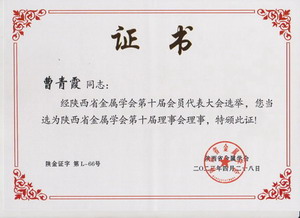 证书
曹青霞 同志:
经陕西省金属学会第十届会员代表大会选举，您当
选为陕西省金属学会第十届理事会理事，特颁此证!
陕金证字 第 L-66号
陕西省金属学会
二〇二三年四月二十八日